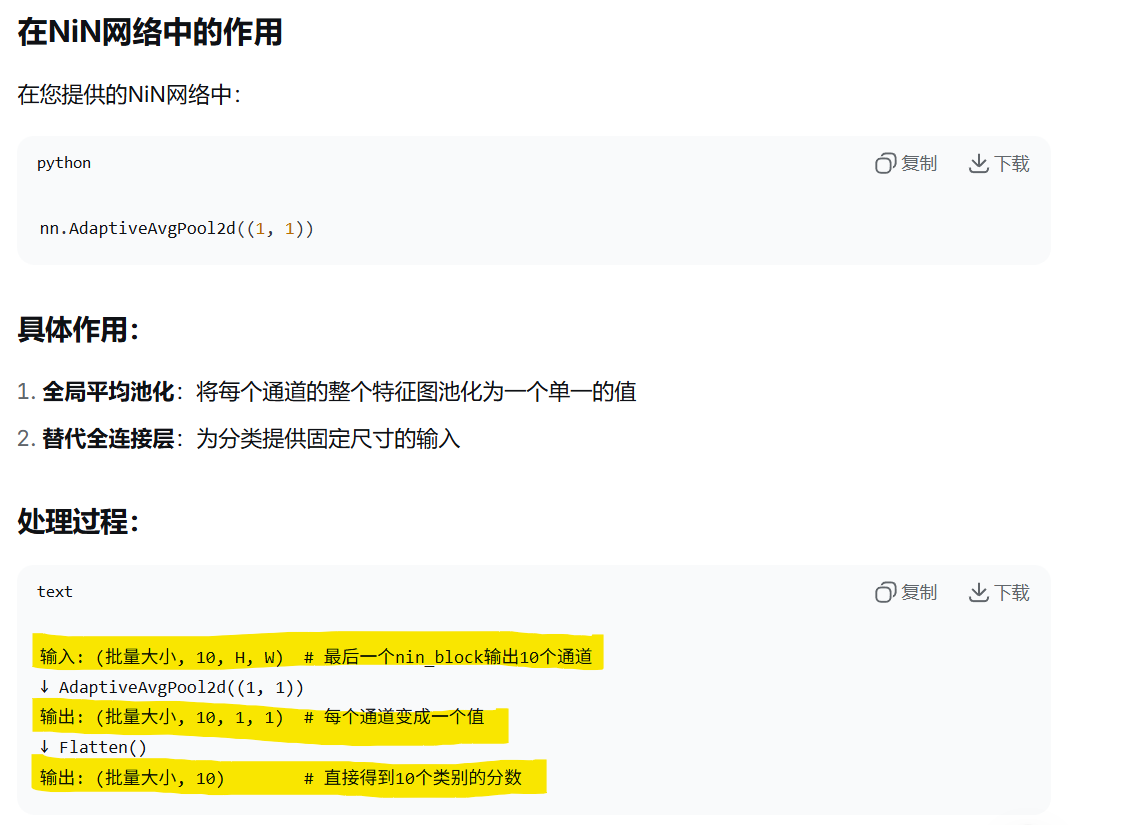 在NiN网络中的作用
在您提供的NiN网络中：
python
复制
下载
nn.AdaptiveAvgPool2d((1, 1))
具体作用：
1. 全局平均池化：将每个通道的整个特征图池化为一个单一的值
2. 替代全连接层：为分类提供固定尺寸的输入
处理过程：
text
复制
下载
输入: (批量大小, 10, H, W)  # 最后一个nin_block输出10个通道
↓ AdaptiveAvgPool2d((1, 1))
输出: (批量大小, 10, 1, 1)  # 每个通道变成一个值
↓ Flatten()
输出: (批量大小, 10)        # 直接得到10个类别的分数